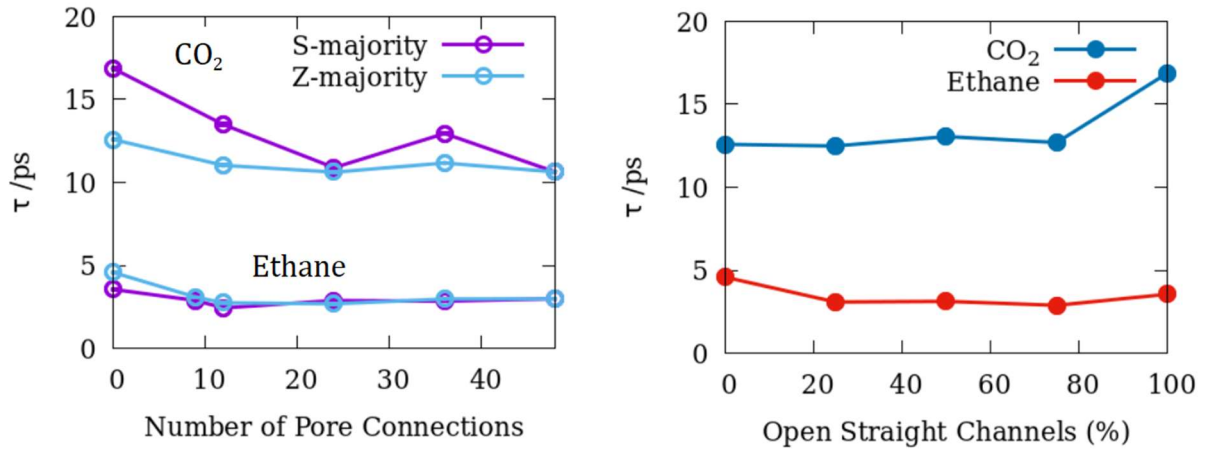 20
15
10
5
0
τ /ps
CO₂
S-majority
Z-majority
Ethane
0 10 20 30 40
Number of Pore Connections
20
15
10
5
0
τ /ps
CO₂
Ethane
0 20 40 60 80 100
Open Straight Channels (%)